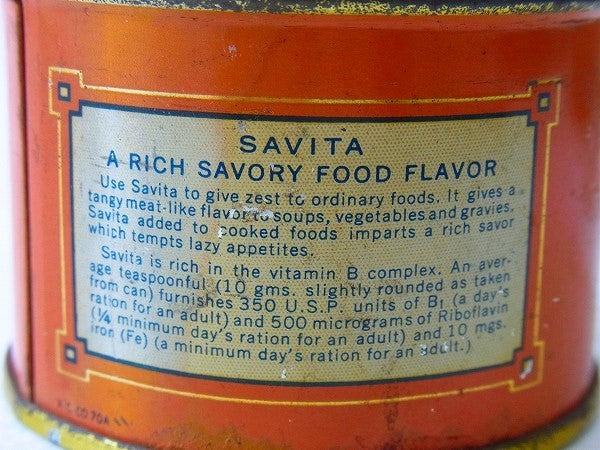 SAVITA
A RICH SAVORY FOOD FLAVOR
Use Savita to give zest to ordinary foods. It gives a
tangy meat-like flavor to soups, vegetables and gravies.
Savita added to cooked foods imparts a rich savor
which tempts lazy appetites.
Savita is rich in the vitamin B complex. An aver-
age teaspoonful (10 gms. slightly rounded as taken
from can) furnishes 350 U.S.P. units of B₁ (a day's
ration for an adult) and 500 micrograms of Riboflavin
(¼ minimum day's ration for an adult) and 10 mgs.
iron (Fe) (a minimum day's ration for an adult.)